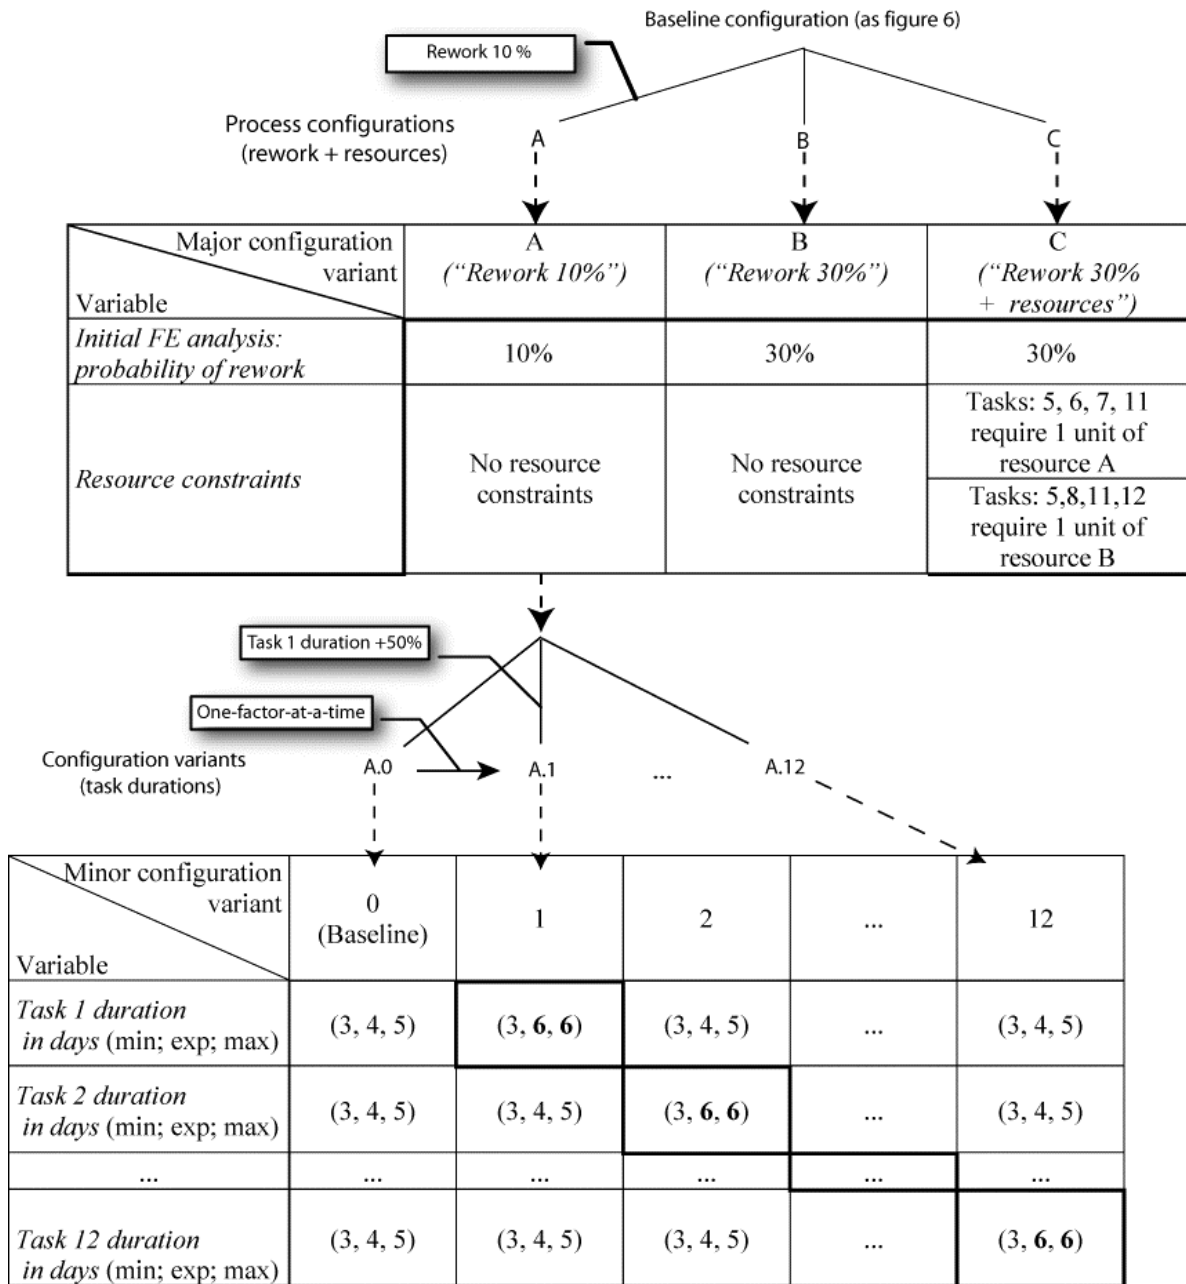 Baseline configuration (as figure 6)
Rework 10 %
Process configurations
(rework + resources)
A
B
C
Major configuration
variant
Variable
A
(“Rework 10%”)
B
(“Rework 30%”)
C
(“Rework 30%
+ resources”)
Initial FE analysis:
probability of rework
10%
30%
30%
Resource constraints
No resource
constraints
No resource
constraints
Tasks: 5, 6, 7, 11
require 1 unit of
resource A
Tasks: 5,8,11,12
require 1 unit of
resource B
Task 1 duration +50%
One-factor-at-a-time
Configuration variants
(task durations)
A.0
A.1
...
A.12
Minor configuration
variant
Variable
0
(Baseline)
1
2
...
12
Task 1 duration
in days (min; exp; max)
(3, 4, 5)
(3, 6, 6)
(3, 4, 5)
...
(3, 4, 5)
Task 2 duration
in days (min; exp; max)
(3, 4, 5)
(3, 4, 5)
(3, 6, 6)
...
(3, 4, 5)
...
...
...
...
...
...
Task 12 duration
in days (min; exp; max)
(3, 4, 5)
(3, 4, 5)
(3, 4, 5)
...
(3, 6, 6)